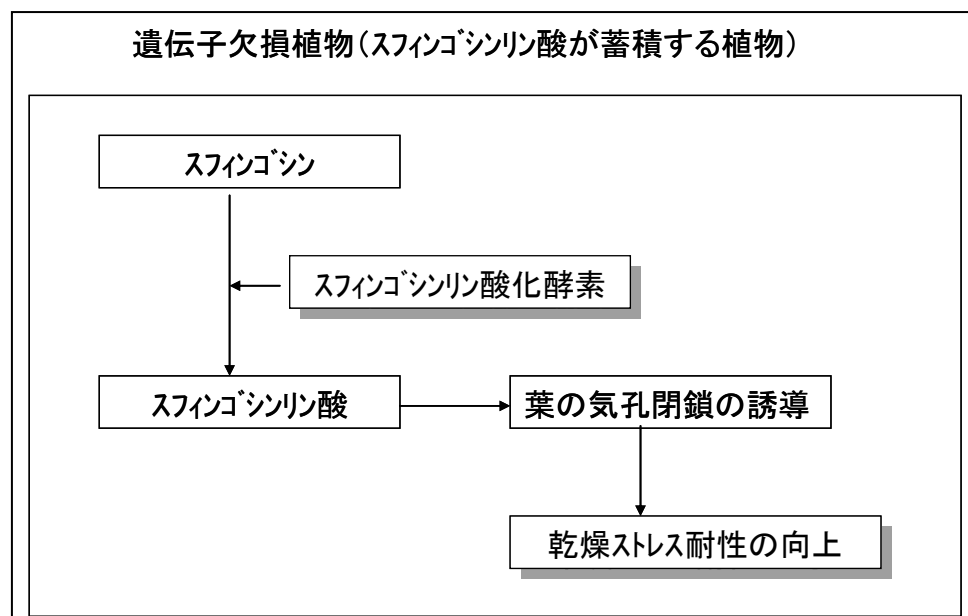 遺伝子欠損植物(スフィンゴシンリン酸が蓄積する植物)
スフィンゴシン
スフィンゴシンリン酸化酵素
スフィンゴシンリン酸
葉の気孔閉鎖の誘導
乾燥ストレス耐性の向上